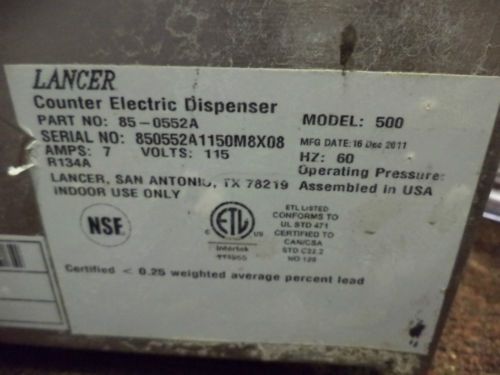 LANCER
Counter Electric Dispenser
PART NO: 85-0552A MODEL: 500
SERIAL NO: 850552A1150M8X08 MFG DATE: 16 Dec 2011
AMPS: 7 VOLTS: 115 HZ: 60
R134A Operating Pressure:
LANCER, SAN ANTONIO, TX 78219 Assembled in USA
INDOOR USE ONLY
NSF
ETL
C US
Intertek
ETL LISTED
CONFORMS TO
UL STD 471
CERTIFIED TO
CAN/CSA
STD C22.2
NO 120
Certified < 0.25 weighted average percent lead